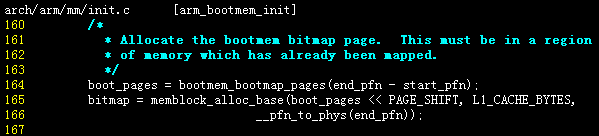 arch/arm/mm/init.c [arm_bootmem_init]
160 /*
161 * Allocate the bootmem bitmap page. This must be in a region
162 * of memory which has already been mapped.
163 */
164 boot_pages = bootmem_bootmap_pages(end_pfn - start_pfn);
165 bitmap = memblock_alloc_base(boot_pages << PAGE_SHIFT, L1_CACHE_BYTES,
166 __pfn_to_phys(end_pfn));
167